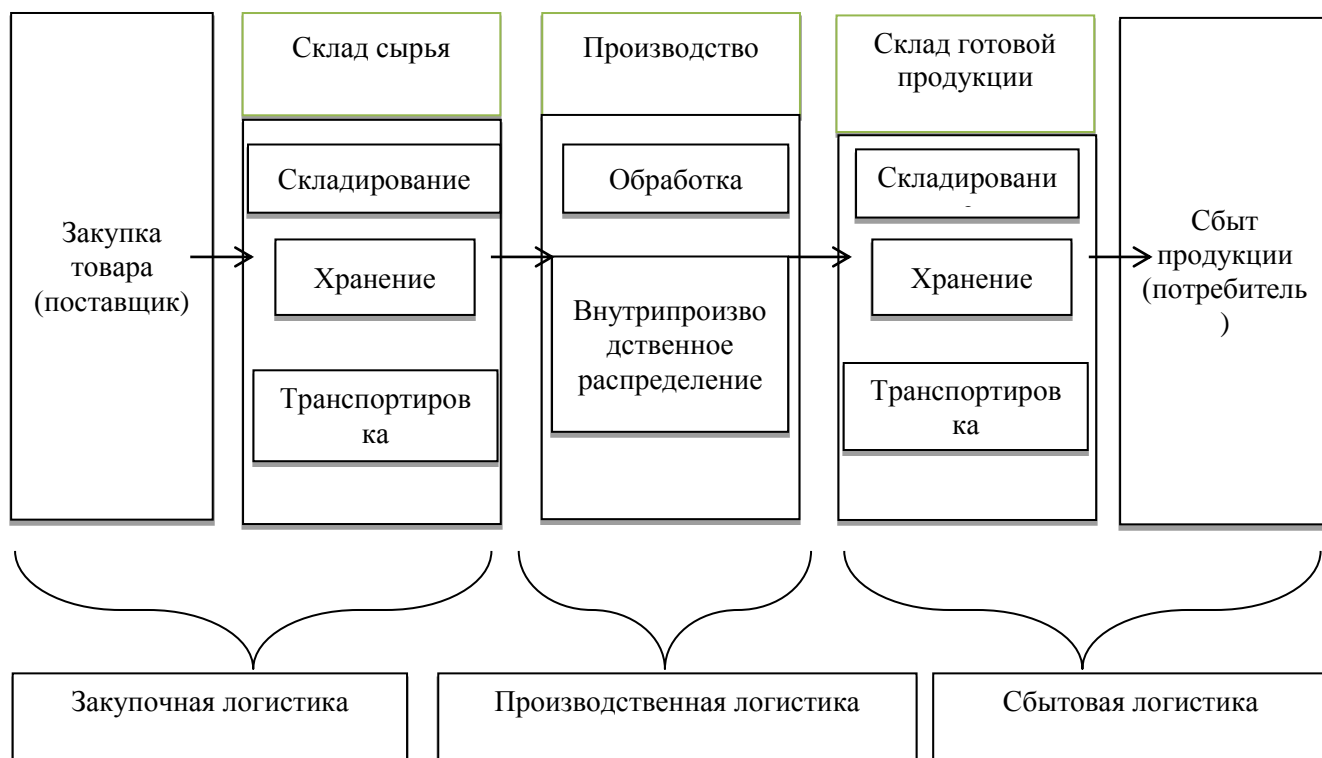 Склад сырья
Производство
Склад готовой
продукции
Закупка
товара
(поставщик)
Складирование
Хранение
Транспортиров
ка
Обработка
Внутрипроизво
дственное
распределение
Складировани
Хранение
Транспортиров
ка
Сбыт
продукции
(потребитель
)
Закупочная логистика
Производственная логистика
Сбытовая логистика